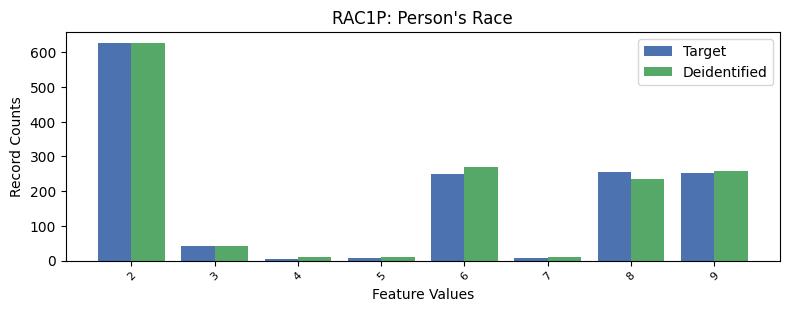 RAC1P: Person's Race
Record Counts
600
500
400
300
200
100
0
Target
Deidentified
2 3 4 5 6 7 8 9
Feature Values